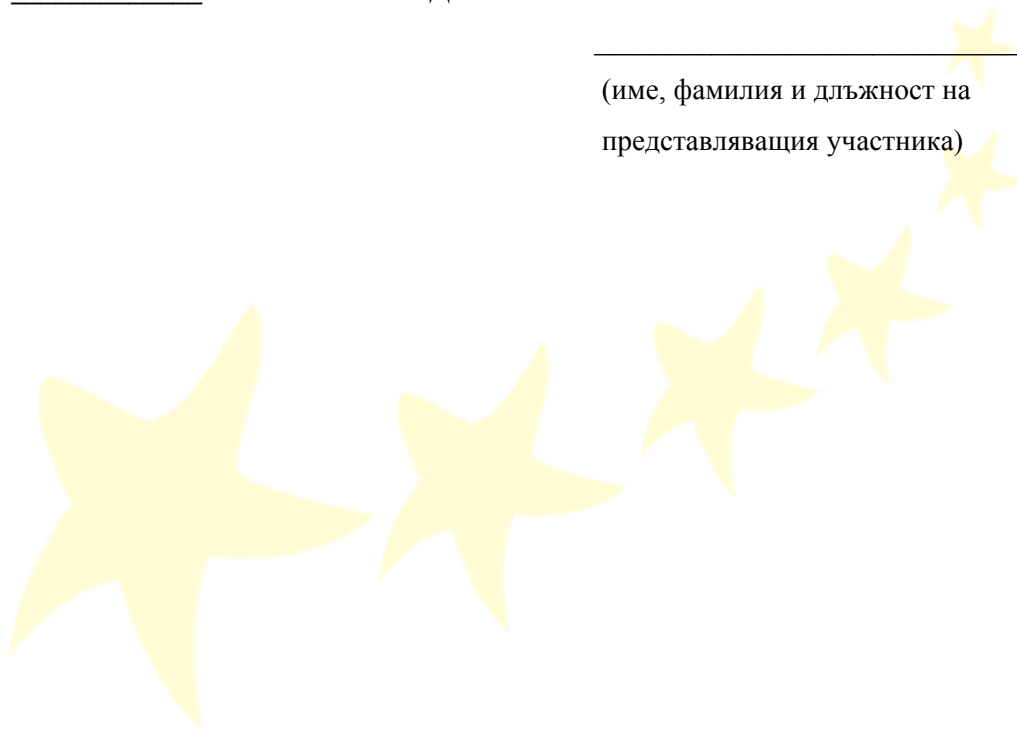 (име, фамилия и длъжност на
представляващия участника)